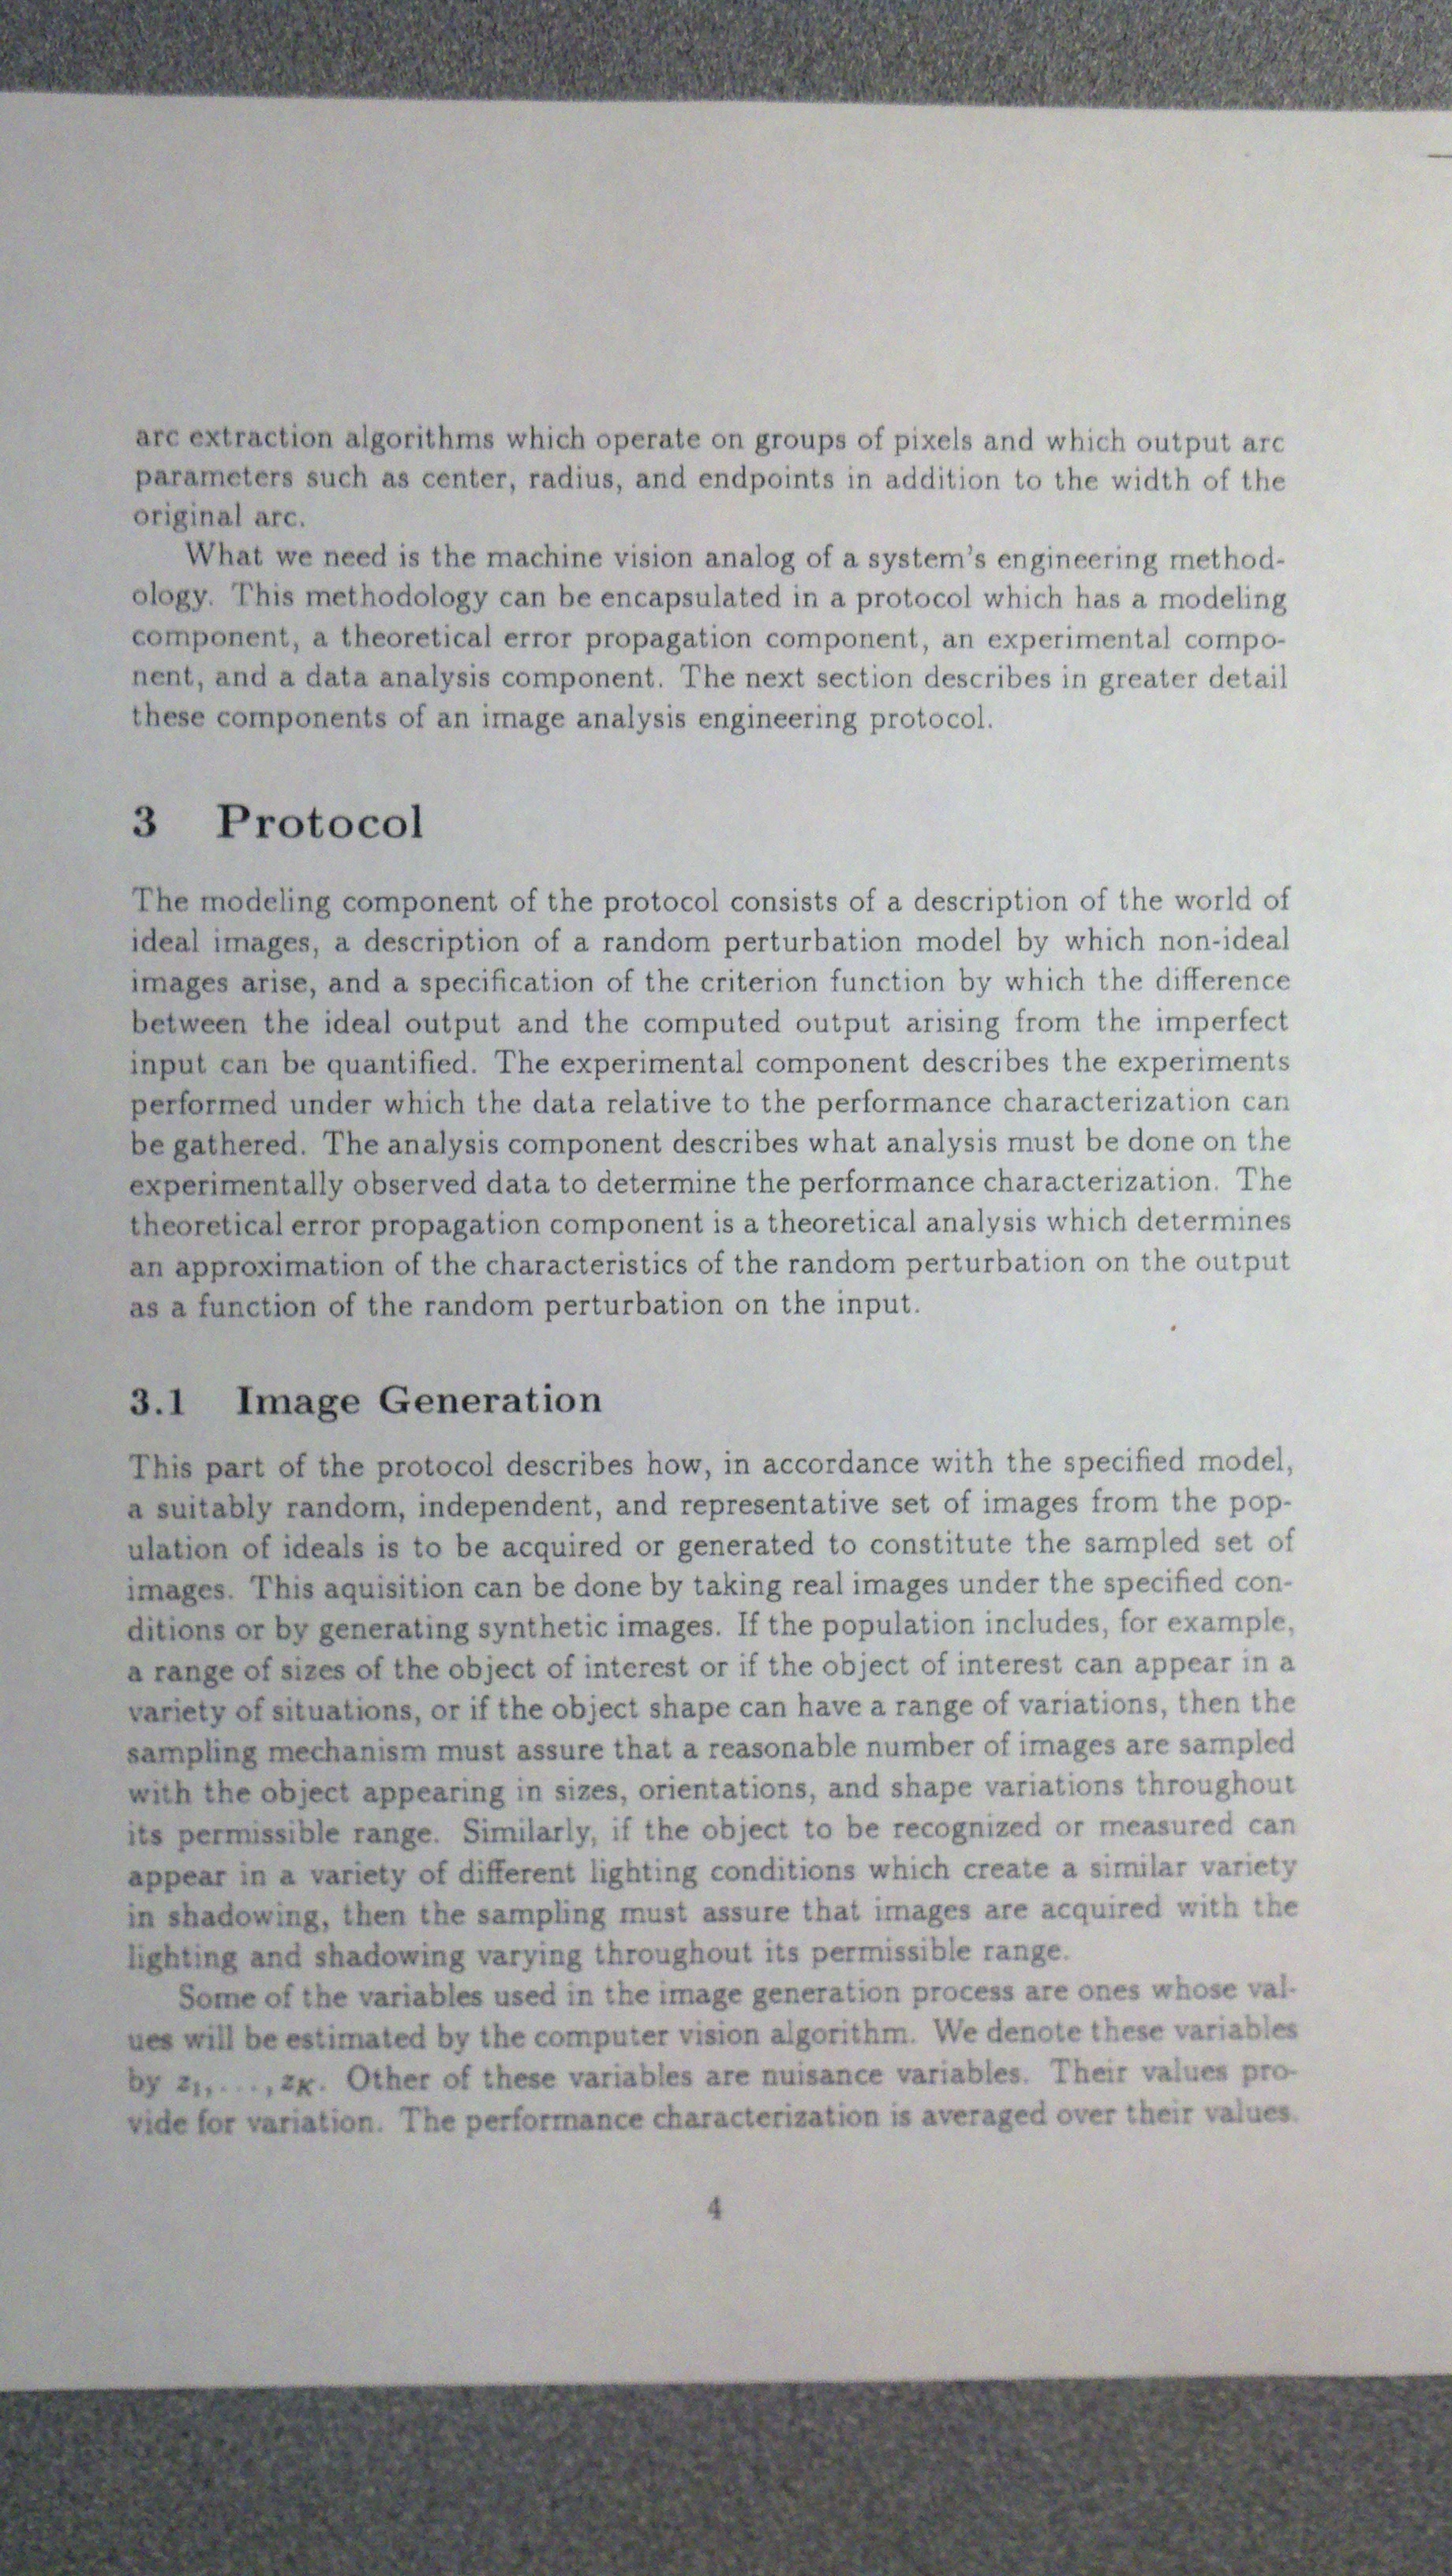 arc extraction algorithms which operate on groups of pixels and which output arc
parameters such as center, radius, and endpoints in addition to the width of the
original arc.
What we need is the machine vision analog of a system's engineering method-
ology. This methodology can be encapsulated in a protocol which has a modeling
component, a theoretical error propagation component, an experimental compo-
nent, and a data analysis component. The next section describes in greater detail
these components of an image analysis engineering protocol.
3 Protocol
The modeling component of the protocol consists of a description of the world of
ideal images, a description of a random perturbation model by which non-ideal
images arise, and a specification of the criterion function by which the difference
between the ideal output and the computed output arising from the imperfect
input can be quantified. The experimental component describes the experiments
performed under which the data relative to the performance characterization can
be gathered. The analysis component describes what analysis must be done on the
experimentally observed data to determine the performance characterization. The
theoretical error propagation component is a theoretical analysis which determines
an approximation of the characteristics of the random perturbation on the output
as a function of the random perturbation on the input.
3.1 Image Generation
This part of the protocol describes how, in accordance with the specified model,
a suitably random, independent, and representative set of images from the pop-
ulation of ideals is to be acquired or generated to constitute the sampled set of
images. This aquisition can be done by taking real images under the specified con-
ditions or by generating synthetic images. If the population includes, for example,
a range of sizes of the object of interest or if the object of interest can appear in a
variety of situations, or if the object shape can have a range of variations, then the
sampling mechanism must assure that a reasonable number of images are sampled
with the object appearing in sizes, orientations, and shape variations throughout
its permissible range. Similarly, if the object to be recognized or measured can
appear in a variety of different lighting conditions which create a similar variety
in shadowing, then the sampling must assure that images are acquired with the
lighting and shadowing varying throughout its permissible range.
Some of the variables used in the image generation process are ones whose val-
ues will be estimated by the computer vision algorithm. We denote these variables
by z₁, . . . , z_K. Other of these variables are nuisance variables. Their values pro-
vide for variation. The performance characterization is averaged over their values.
4